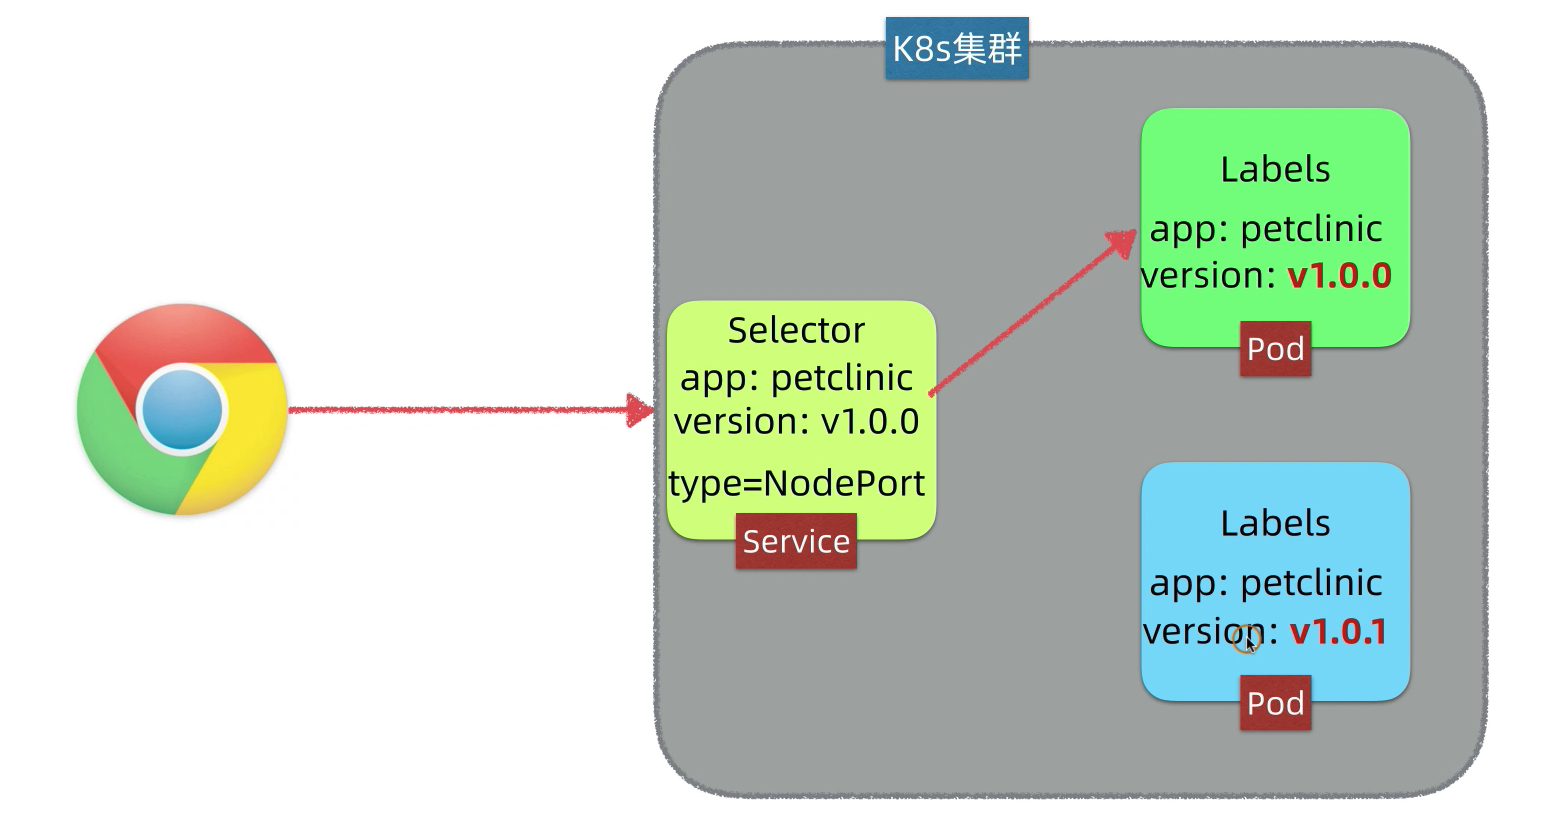 K8s集群
Labels
app: petclinic
version: v1.0.0
Pod
Selector
app: petclinic
version: v1.0.0
type=NodePort
Service
Labels
app: petclinic
version: v1.0.1
Pod